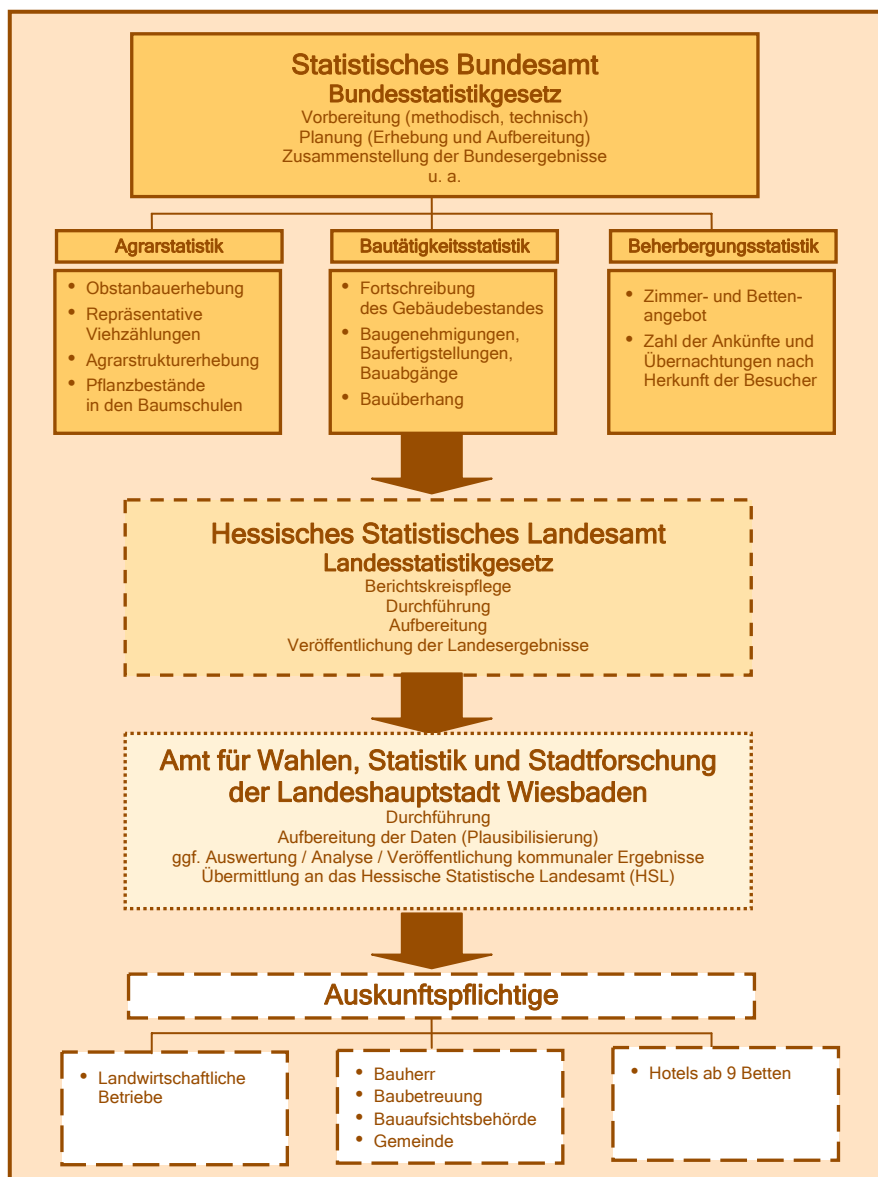 Statistisches Bundesamt
Bundesstatistikgesetz
Vorbereitung (methodisch, technisch)
Planung (Erhebung und Aufbereitung)
Zusammenstellung der Bundesergebnisse
u. a.
Agrarstatistik
• Obstanbauerhebung
• Repräsentative
Viehzählungen
• Agrarstrukturerhebung
• Pflanzbestände
in den Baumschulen
Bautätigkeitsstatistik
• Fortschreibung
des Gebäudebestandes
• Baugenehmigungen,
Baufertigstellungen,
Bauabgänge
• Bauüberhang
Beherbergungsstatistik
• Zimmer- und Betten-
angebot
• Zahl der Ankünfte und
Übernachtungen nach
Herkunft der Besucher
Hessisches Statistisches Landesamt
Landesstatistikgesetz
Berichtskreispflege
Durchführung
Aufbereitung
Veröffentlichung der Landesergebnisse
Amt für Wahlen, Statistik und Stadtforschung
der Landeshauptstadt Wiesbaden
Durchführung
Aufbereitung der Daten (Plausibilisierung)
ggf. Auswertung / Analyse / Veröffentlichung kommunaler Ergebnisse
Übermittlung an das Hessische Statistische Landesamt (HSL)
Auskunftspflichtige
• Landwirtschaftliche
Betriebe
• Bauherr
• Baubetreuung
• Bauaufsichtsbehörde
• Gemeinde
• Hotels ab 9 Betten